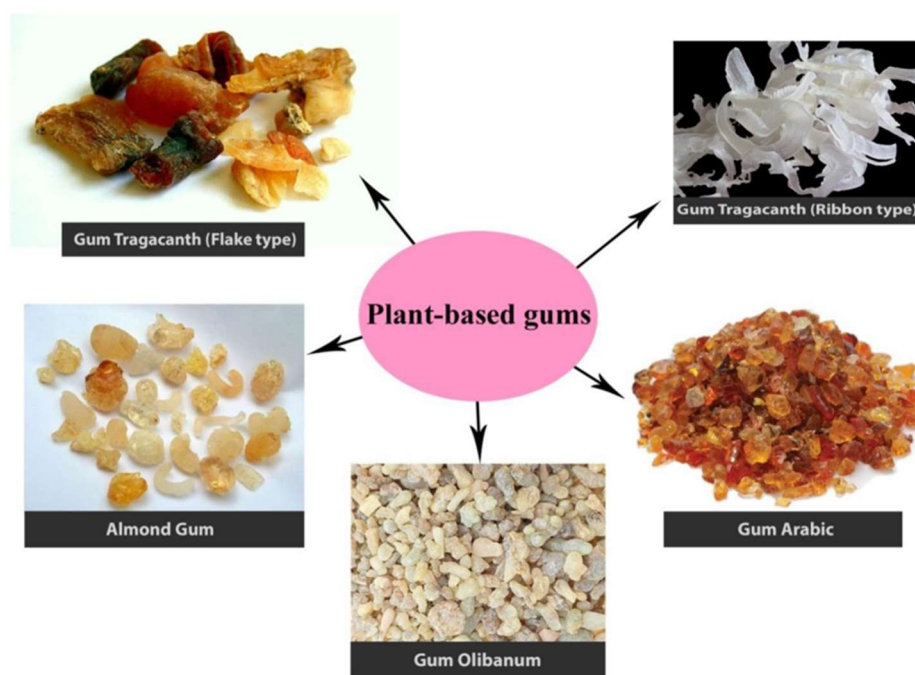 Gum Tragacanth (Flake type)
Gum Tragacanth (Ribbon type)
Plant-based gums
Almond Gum
Gum Arabic
Gum Olibanum